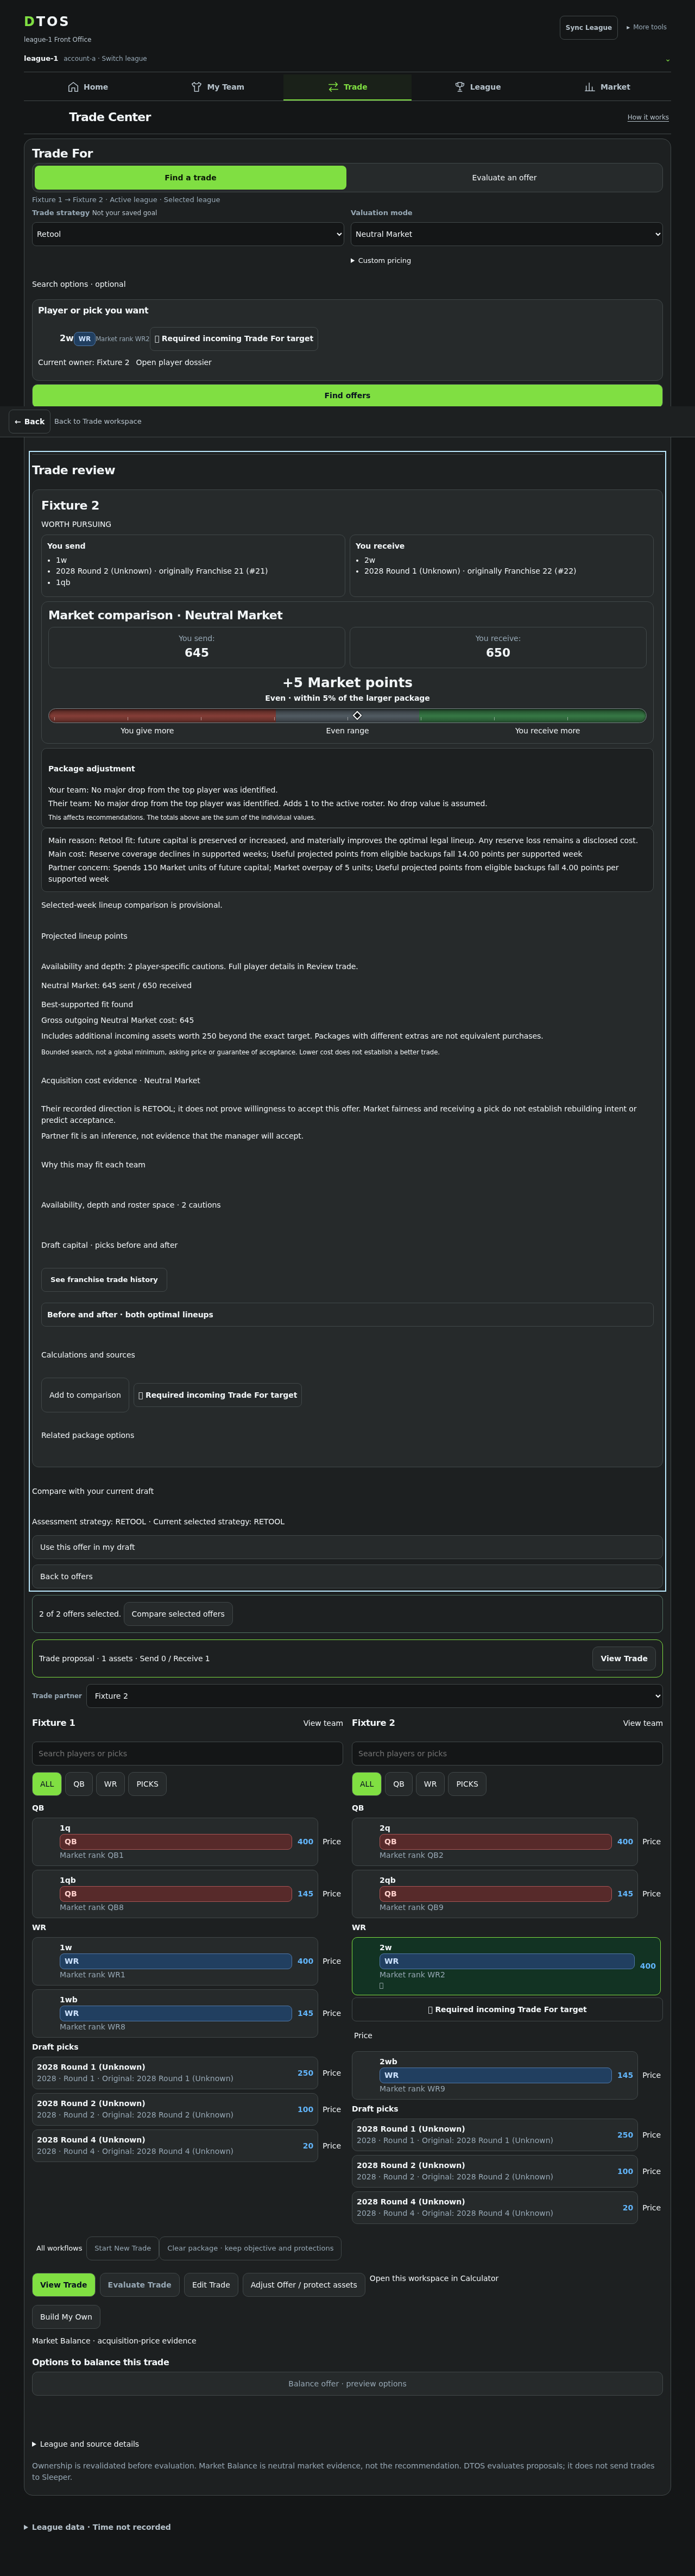 DTOS
league-1 Front Office
Sync League
▸ More tools
league-1 account-a · Switch league
Home
My Team
Trade
League
Market
Trade Center
How it works
Trade For
Find a trade
Evaluate an offer
Fixture 1 → Fixture 2 · Active league · Selected league
Trade strategy Not your saved goal
Valuation mode
Retool
Neutral Market
▸ Custom pricing
Search options · optional
Player or pick you want
2w WR Market rank WR2 Required incoming Trade For target
Current owner: Fixture 2 Open player dossier
Find offers
← Back Back to Trade workspace
Trade review
Fixture 2
WORTH PURSUING
You send
• 1w
• 2028 Round 2 (Unknown) · originally Franchise 21 (#21)
• 1qb
You receive
• 2w
• 2028 Round 1 (Unknown) · originally Franchise 22 (#22)
Market comparison · Neutral Market
You send:
645
You receive:
650
+5 Market points
Even · within 5% of the larger package
You give more
Even range
You receive more
Package adjustment
Your team: No major drop from the top player was identified.
Their team: No major drop from the top player was identified. Adds 1 to the active roster. No drop value is assumed.
This affects recommendations. The totals above are the sum of the individual values.
Main reason: Retool fit: future capital is preserved or increased, and materially improves the optimal legal lineup. Any reserve loss remains a disclosed cost.
Main cost: Reserve coverage declines in supported weeks; Useful projected points from eligible backups fall 14.00 points per supported week
Partner concern: Spends 150 Market units of future capital; Market overpay of 5 units; Useful projected points from eligible backups fall 4.00 points per
supported week
Selected-week lineup comparison is provisional.
Projected lineup points
Availability and depth: 2 player-specific cautions. Full player details in Review trade.
Neutral Market: 645 sent / 650 received
Best-supported fit found
Gross outgoing Neutral Market cost: 645
Includes additional incoming assets worth 250 beyond the exact target. Packages with different extras are not equivalent purchases.
Bounded search, not a global minimum, asking price or guarantee of acceptance. Lower cost does not establish a better trade.
Acquisition cost evidence · Neutral Market
Their recorded direction is RETOOL; it does not prove willingness to accept this offer. Market fairness and receiving a pick do not establish rebuilding intent or
predict acceptance.
Partner fit is an inference, not evidence that the manager will accept.
Why this may fit each team
Availability, depth and roster space · 2 cautions
Draft capital · picks before and after
See franchise trade history
Before and after · both optimal lineups
Calculations and sources
Add to comparison
Required incoming Trade For target
Related package options
Compare with your current draft
Assessment strategy: RETOOL · Current selected strategy: RETOOL
Use this offer in my draft
Back to offers
2 of 2 offers selected. Compare selected offers
Trade proposal · 1 assets · Send 0 / Receive 1
View Trade
Trade partner Fixture 2
Fixture 1
View team
Search players or picks
ALL QB WR PICKS
QB
1q
QB 400 Price
Market rank QB1
1qb
QB 145 Price
Market rank QB8
WR
1w
WR 400 Price
Market rank WR1
1wb
WR 145 Price
Market rank WR8
Draft picks
2028 Round 1 (Unknown)
2028 · Round 1 · Original: 2028 Round 1 (Unknown)
250 Price
2028 Round 2 (Unknown)
2028 · Round 2 · Original: 2028 Round 2 (Unknown)
100 Price
2028 Round 4 (Unknown)
2028 · Round 4 · Original: 2028 Round 4 (Unknown)
20 Price
Fixture 2
View team
Search players or picks
ALL QB WR PICKS
QB
2q
QB 400 Price
Market rank QB2
2qb
QB 145 Price
Market rank QB9
WR
2w
WR 400
Market rank WR2
Required incoming Trade For target
Price
2wb
WR 145 Price
Market rank WR9
Draft picks
2028 Round 1 (Unknown)
2028 · Round 1 · Original: 2028 Round 1 (Unknown)
250 Price
2028 Round 2 (Unknown)
2028 · Round 2 · Original: 2028 Round 2 (Unknown)
100 Price
2028 Round 4 (Unknown)
2028 · Round 4 · Original: 2028 Round 4 (Unknown)
20 Price
All workflows Start New Trade Clear package · keep objective and protections
View Trade Evaluate Trade Edit Trade Adjust Offer / protect assets Open this workspace in Calculator
Build My Own
Market Balance · acquisition-price evidence
Options to balance this trade
Balance offer · preview options
▸ League and source details
Ownership is revalidated before evaluation. Market Balance is neutral market evidence, not the recommendation. DTOS evaluates proposals; it does not send trades
to Sleeper.
▸ League data · Time not recorded